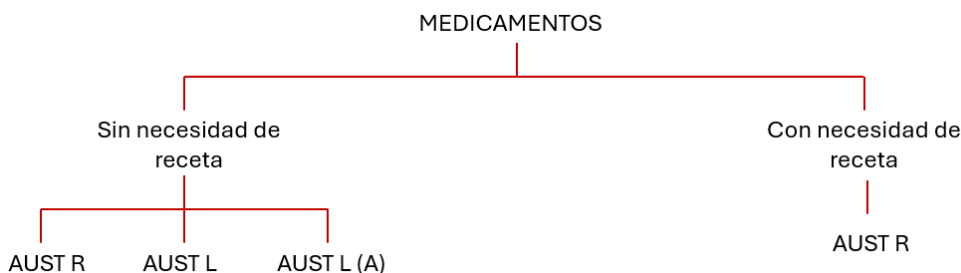 MEDICAMENTOS
Sin necesidad de
receta
Con necesidad de
receta
AUST R
AUST L
AUST L (A)
AUST R